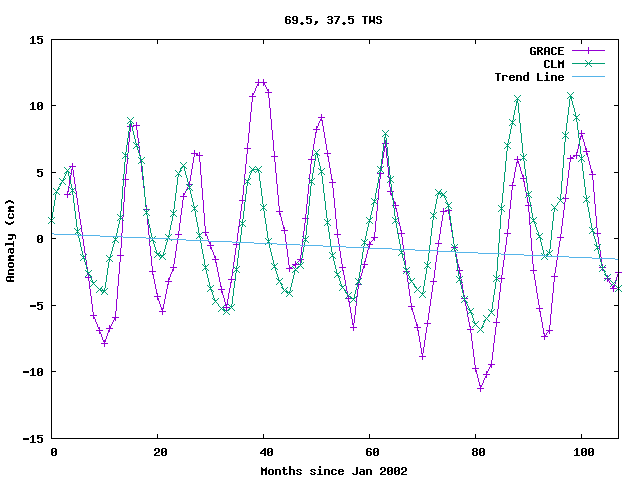 69.5, 37.5 TWS
GRACE
CLM
Trend Line
15
10
5
0
-5
-10
-15
Anomaly (cm)
0 20 40 60 80 100
Months since Jan 2002